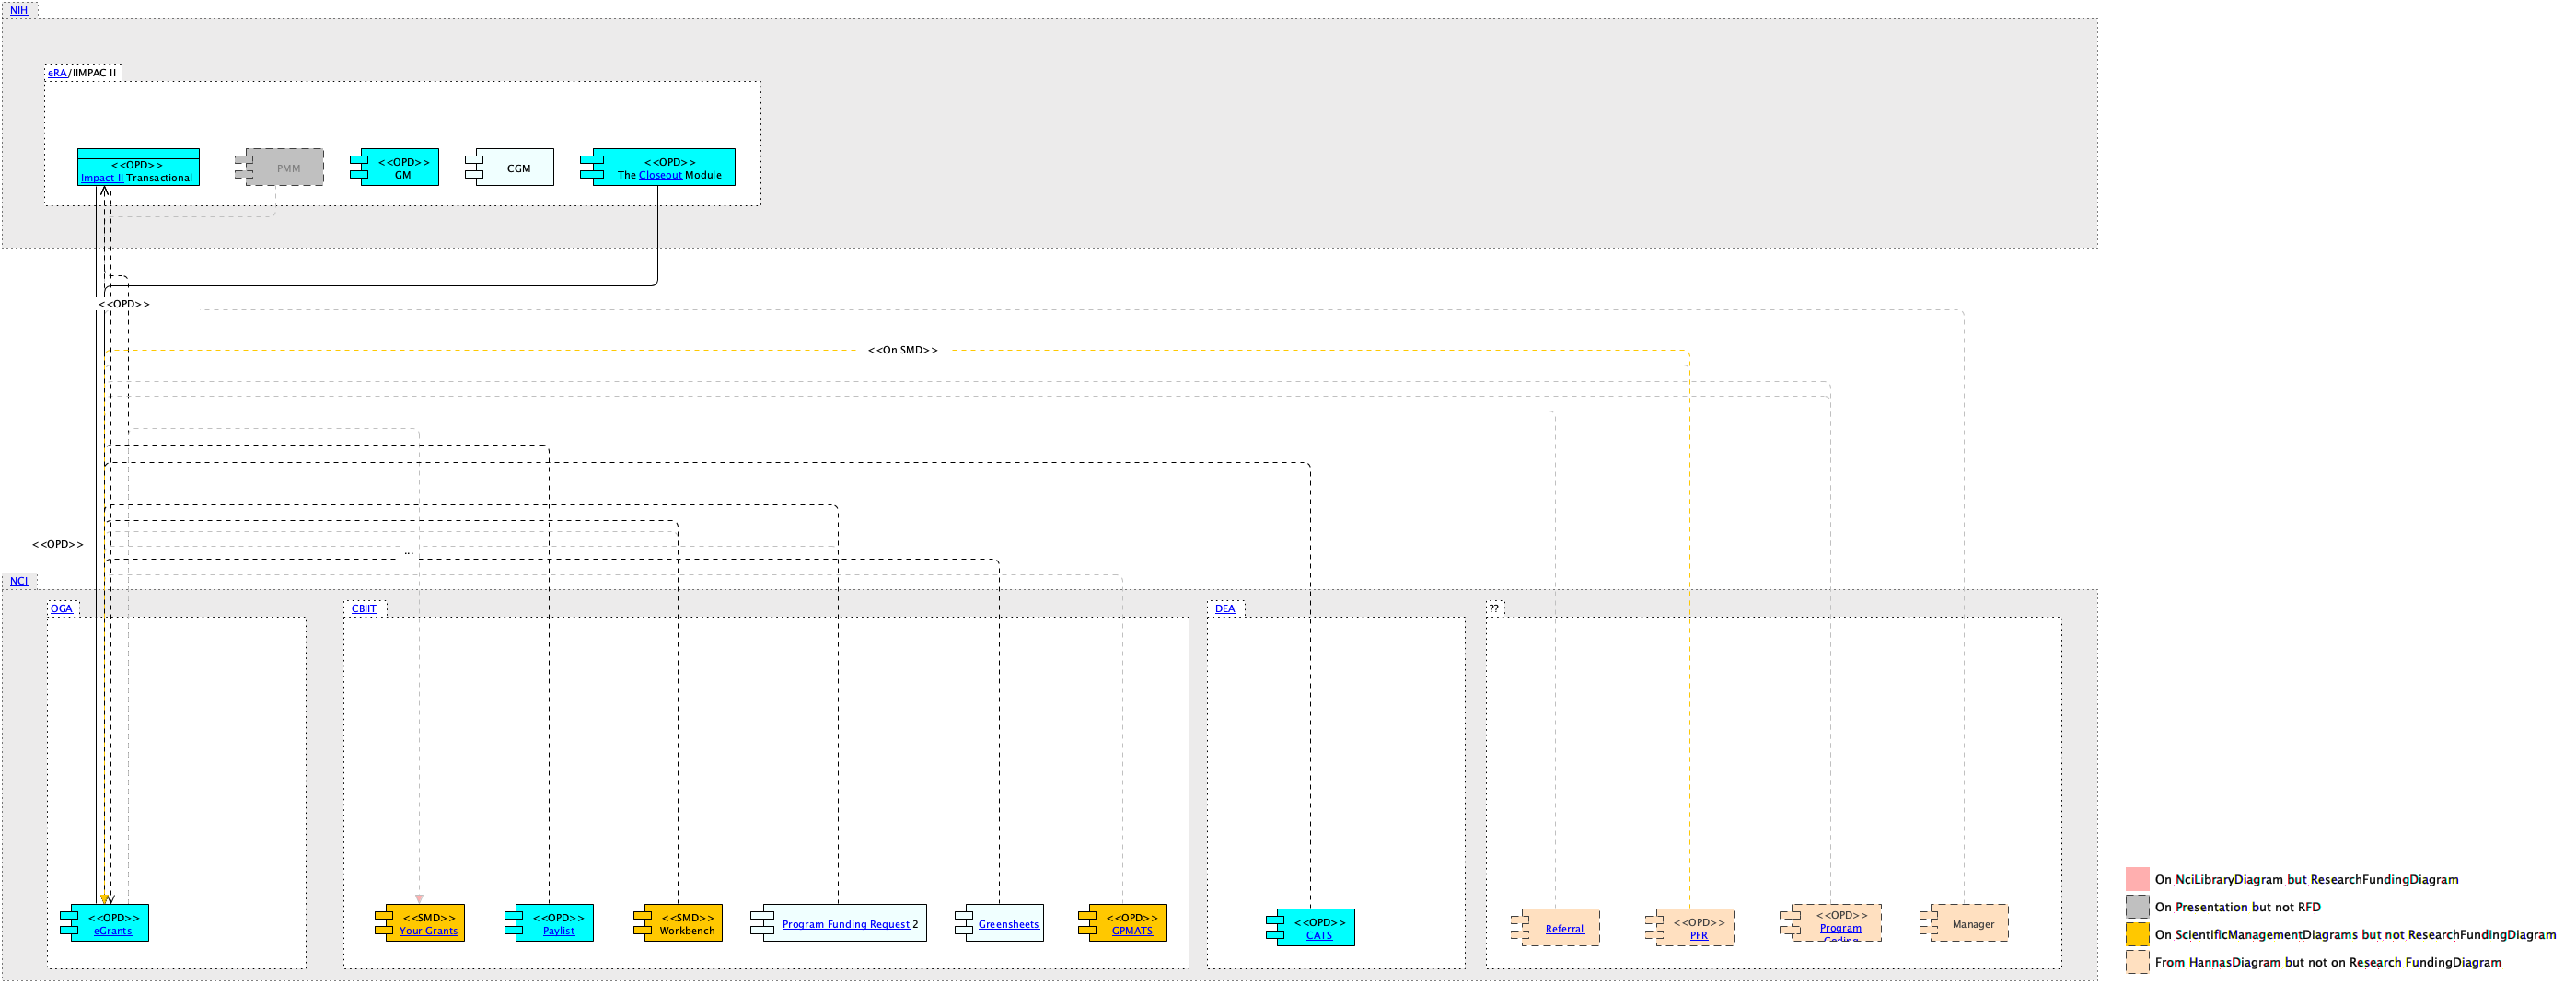 NIH
eRA/IIMPAC II
<<OPD>>
Impact II Transactional
PMM
<<OPD>>
GM
CGM
<<OPD>>
The Closeout Module
<<OPD>>
<<On SMD>>
<<OPD>>
...
NCI
OGA
CBIIT
DEA
??
<<OPD>>
eGrants
<<SMD>>
Your Grants
<<OPD>>
Paylist
<<SMD>>
Workbench
Program Funding Request 2
Greensheets
<<OPD>>
GPMATS
<<OPD>>
CATS
Referral
<<OPD>>
PFR
<<OPD>>
Program
Coding
Manager
On NciLibraryDiagram but ResearchFundingDiagram
On Presentation but not RFD
On ScientificManagementDiagrams but not ResearchFundingDiagram
From HannasDiagram but not on Research FundingDiagram